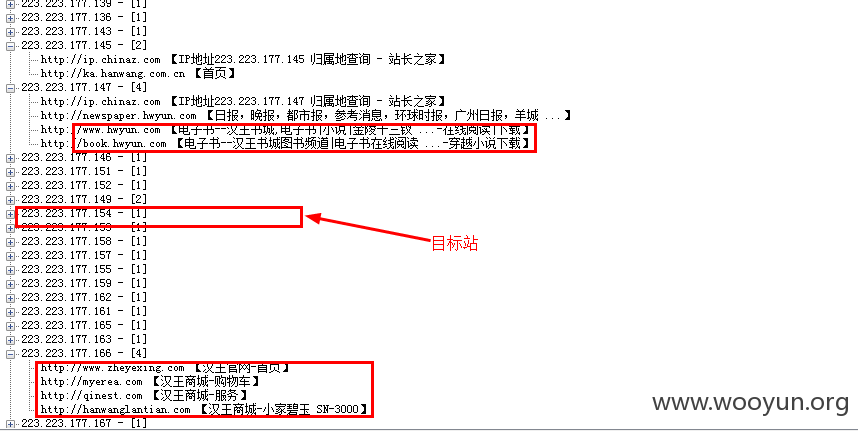 223.223.177.139 - [1]
223.223.177.136 - [1]
223.223.177.143 - [1]
223.223.177.145 - [2]
http://ip.chinaz.com 【IP地址223.223.177.145 归属地查询 - 站长之家】
http://ka.hanwang.com.cn 【首页】
223.223.177.147 - [4]
http://ip.chinaz.com 【IP地址223.223.177.147 归属地查询 - 站长之家】
http://newspaper.hwyun.com 【日报，晚报，都市报，参考消息，环球时报，广州日报，羊城 ...】
http://www.hwyun.com 【电子书--汉王书城,电子书|小说|金陵十三钗 ...-在线阅读|下载】
http://book.hwyun.com 【电子书--汉王书城图书频道|电子书在线阅读 ...-穿越小说下载】
223.223.177.146 - [1]
223.223.177.151 - [1]
223.223.177.152 - [1]
223.223.177.149 - [2]
223.223.177.154 - [1]
223.223.177.153 - [1]
目标站
223.223.177.158 - [1]
223.223.177.157 - [1]
223.223.177.155 - [1]
223.223.177.159 - [1]
223.223.177.162 - [1]
223.223.177.161 - [1]
223.223.177.165 - [1]
223.223.177.163 - [1]
223.223.177.166 - [4]
http://www.zheyexing.com 【汉王官网-首页】
http://myerea.com 【汉王商城-购物车】
http://qinest.com 【汉王商城-服务】
http://hanwanglantian.com 【汉王商城-小家碧玉 SN-3000】
223.223.177.167 - [1]
www.wooyun.org